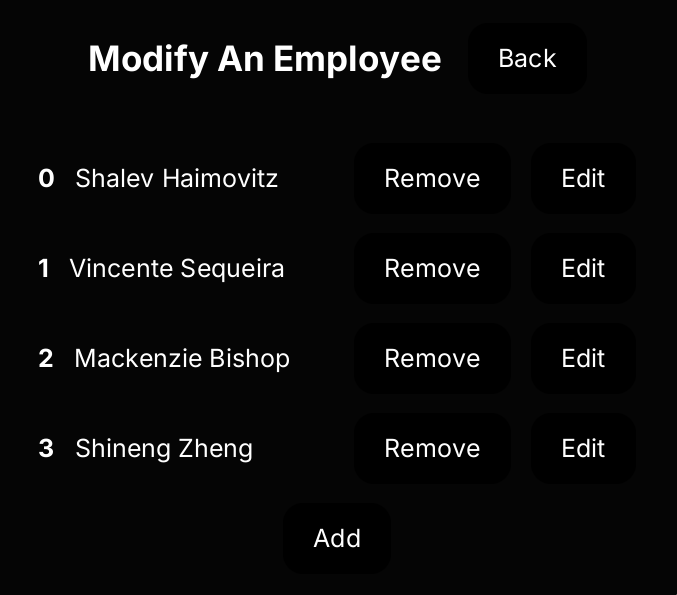 Modify An Employee Back
0 Shalev Haimovitz Remove Edit
1 Vincente Sequeira Remove Edit
2 Mackenzie Bishop Remove Edit
3 Shineng Zheng Remove Edit
Add